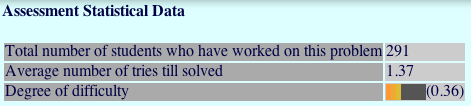 Assessment Statistical Data
Total number of students who have worked on this problem 291
Average number of tries till solved 1.37
Degree of difficulty (0.36)